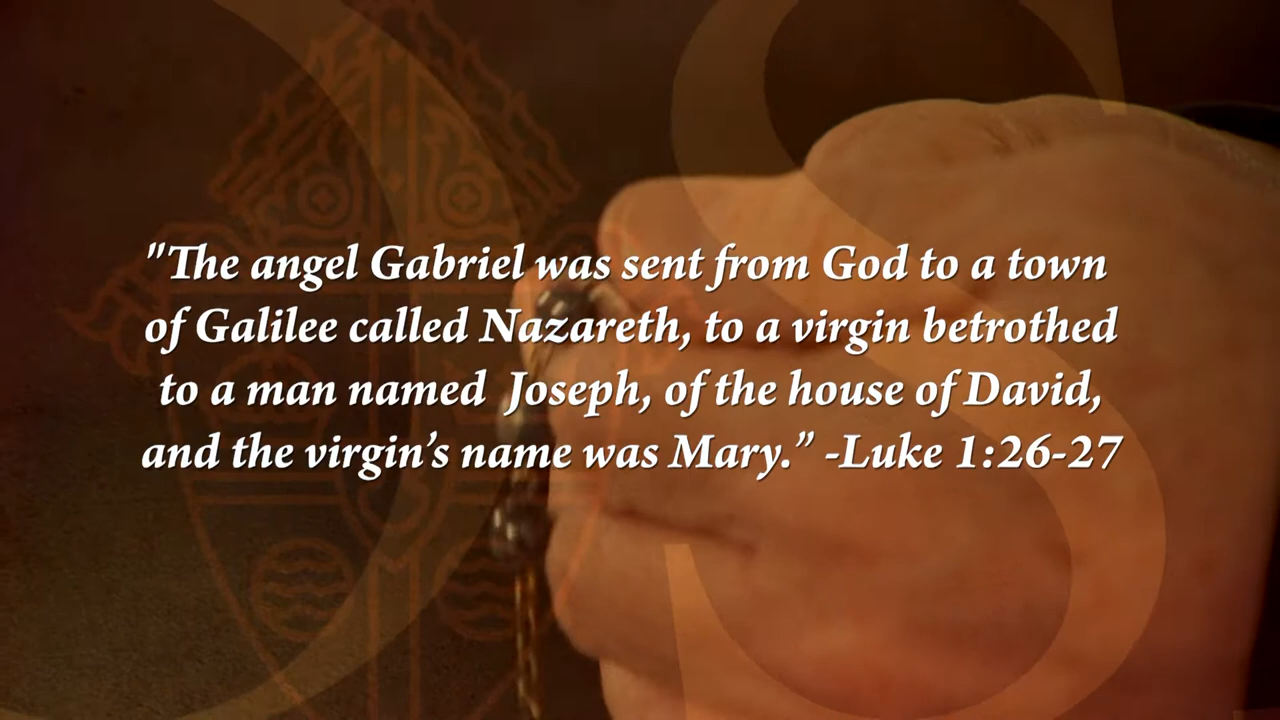 "The angel Gabriel was sent from God to a town
of Galilee called Nazareth, to a virgin betrothed
to a man named  Joseph, of the house of David,
and the virgin’s name was Mary.” -Luke 1:26-27